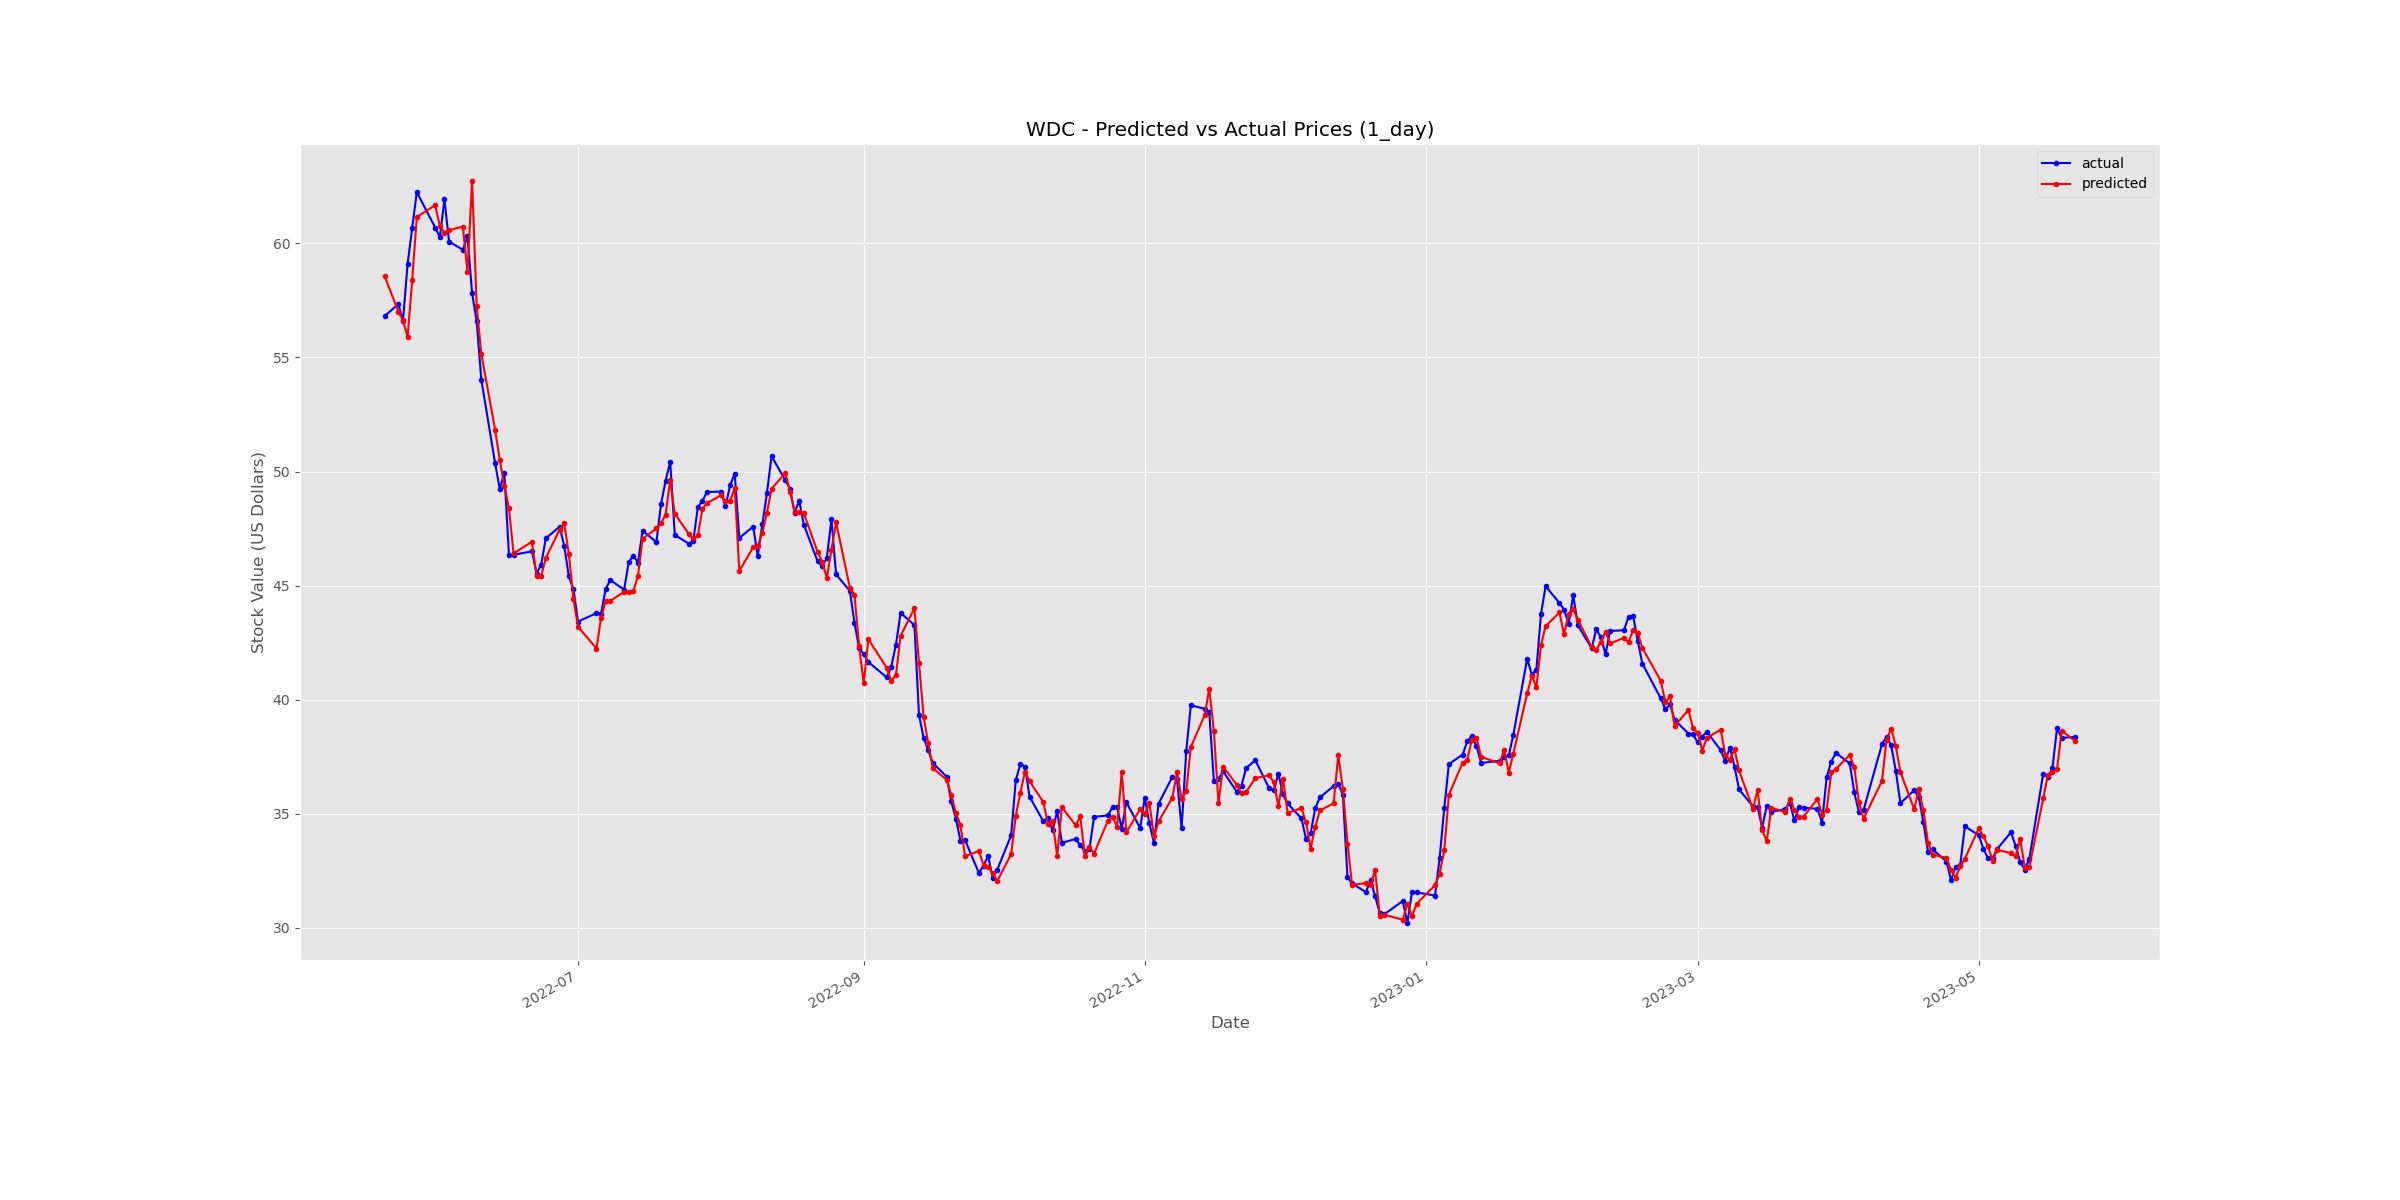 WDC - Predicted vs Actual Prices (1_day)
actual
predicted
Stock Value (US Dollars)
60
55
50
45
40
35
30
2022-07
2022-09
2022-11
2023-01
2023-03
2023-05
Date